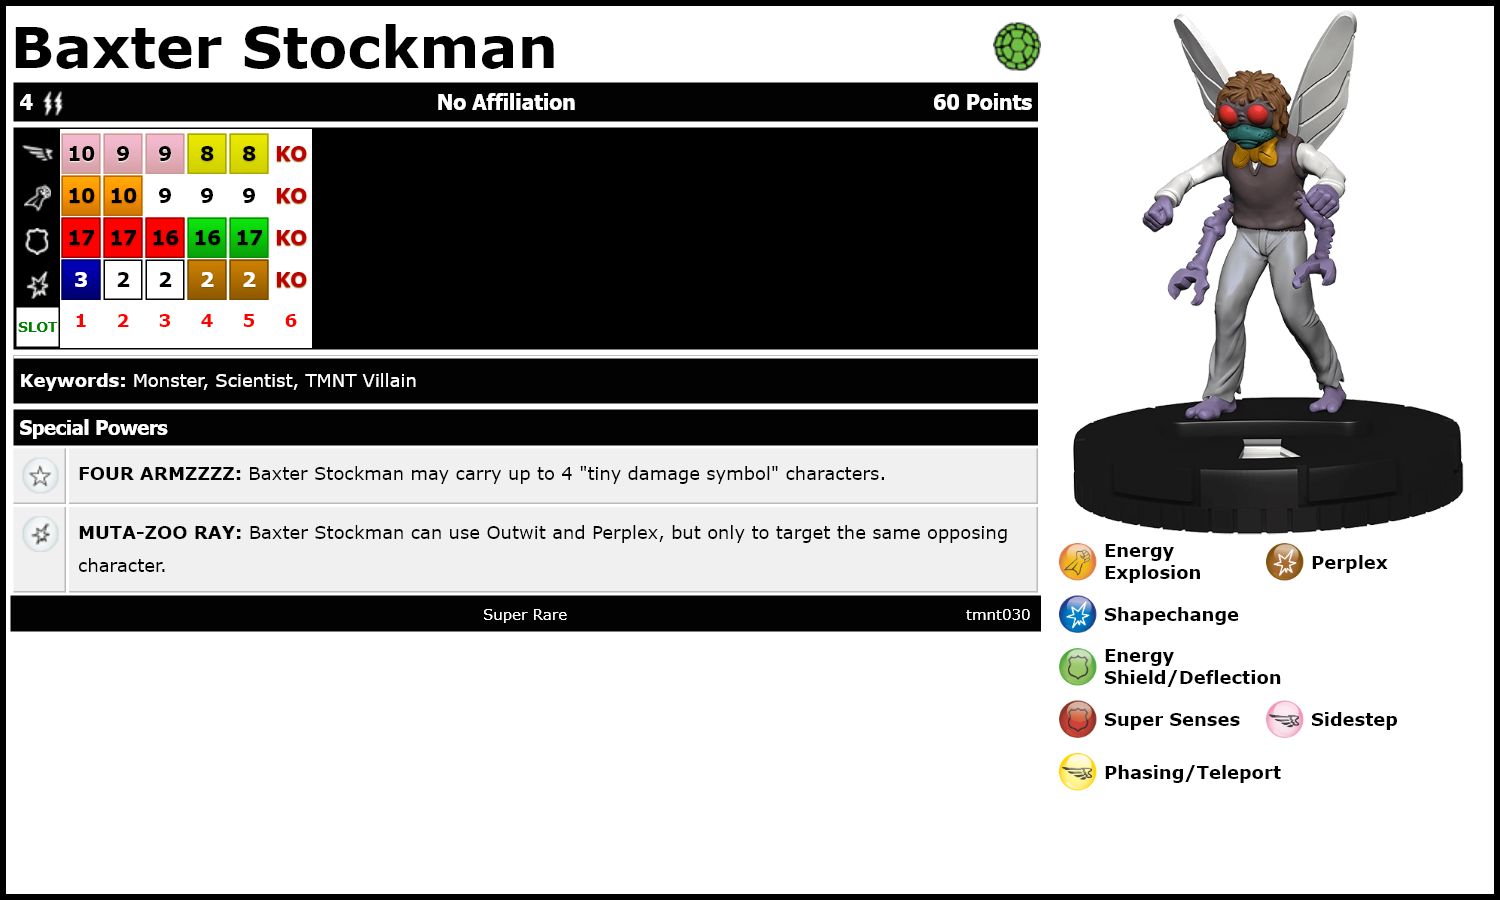 Baxter Stockman
4 No Affiliation 60 Points
10 9 9 8 8 KO
10 10 9 9 9 KO
17 17 16 16 17 KO
3 2 2 2 2 KO
SLOT 1 2 3 4 5 6
Keywords: Monster, Scientist, TMNT Villain
Special Powers
FOUR ARMZZZZ: Baxter Stockman may carry up to 4 "tiny damage symbol" characters.
MUTA-ZOO RAY: Baxter Stockman can use Outwit and Perplex, but only to target the same opposing
character.
Super Rare tmnt030
Energy
Explosion
Perplex
Shapechange
Energy
Shield/Deflection
Super Senses
Sidestep
Phasing/Teleport